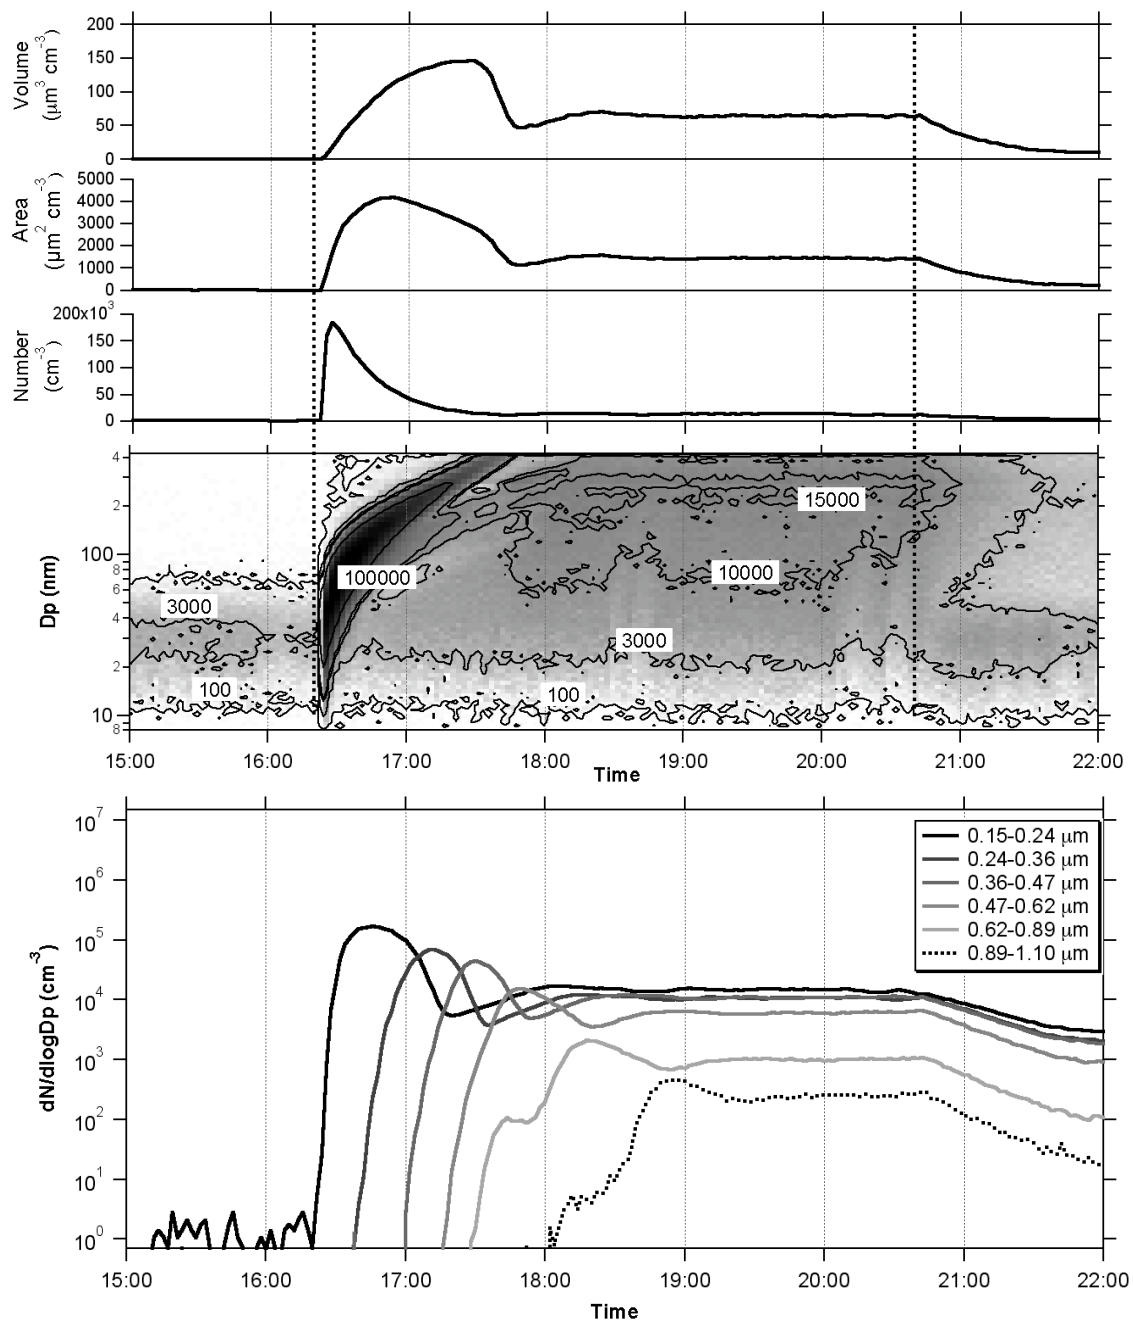 200
150
100
50
0
Volume
(μm³ cm⁻³)
5000
4000
3000
2000
1000
0
Area
(μm² cm⁻³)
200x10³
150
100
50
0
Number
(cm⁻³)
4
2
100
8
6
4
2
10
8
Dp (nm)
15000
100000
10000
3000
3000
100
100
15:00 16:00 17:00 18:00 19:00 20:00 21:00 22:00
Time
10⁷
10⁶
10⁵
10⁴
10³
10²
10¹
10⁰
dN/dlogDp (cm⁻³)
0.15-0.24 μm
0.24-0.36 μm
0.36-0.47 μm
0.47-0.62 μm
0.62-0.89 μm
0.89-1.10 μm
15:00 16:00 17:00 18:00 19:00 20:00 21:00 22:00
Time